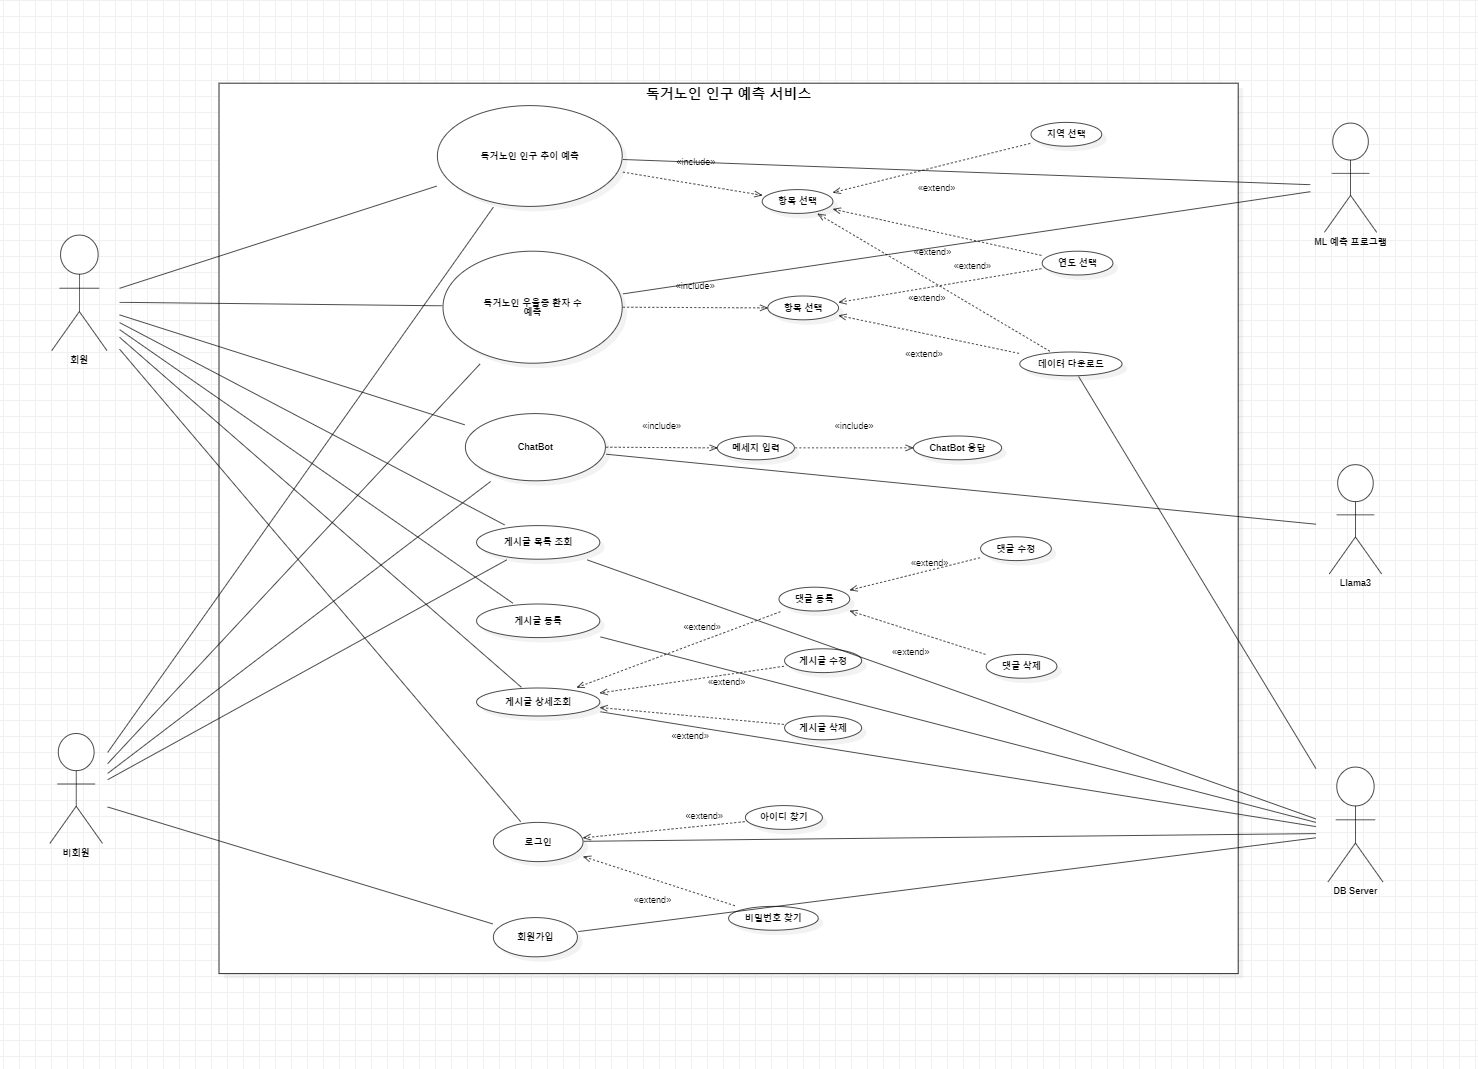 독거노인 인구 예측 서비스
독거노인 인구 추이 예측
«include»
지역 선택
«extend»
항목 선택
ML 예측 프로그램
«extend»
연도 선택
«extend»
회원
독거노인 우울증 환자 수
예측
«include»
항목 선택
«extend»
«extend»
데이터 다운로드
ChatBot
«include»
메세지 입력
«include»
ChatBot 응답
Llama3
게시글 목록 조회
댓글 수정
«extend»
댓글 등록
게시글 등록
«extend»
«extend»
게시글 수정
댓글 삭제
«extend»
게시글 상세조회
게시글 삭제
«extend»
비회원
아이디 찾기
«extend»
로그인
DB Server
«extend»
비밀번호 찾기
회원가입